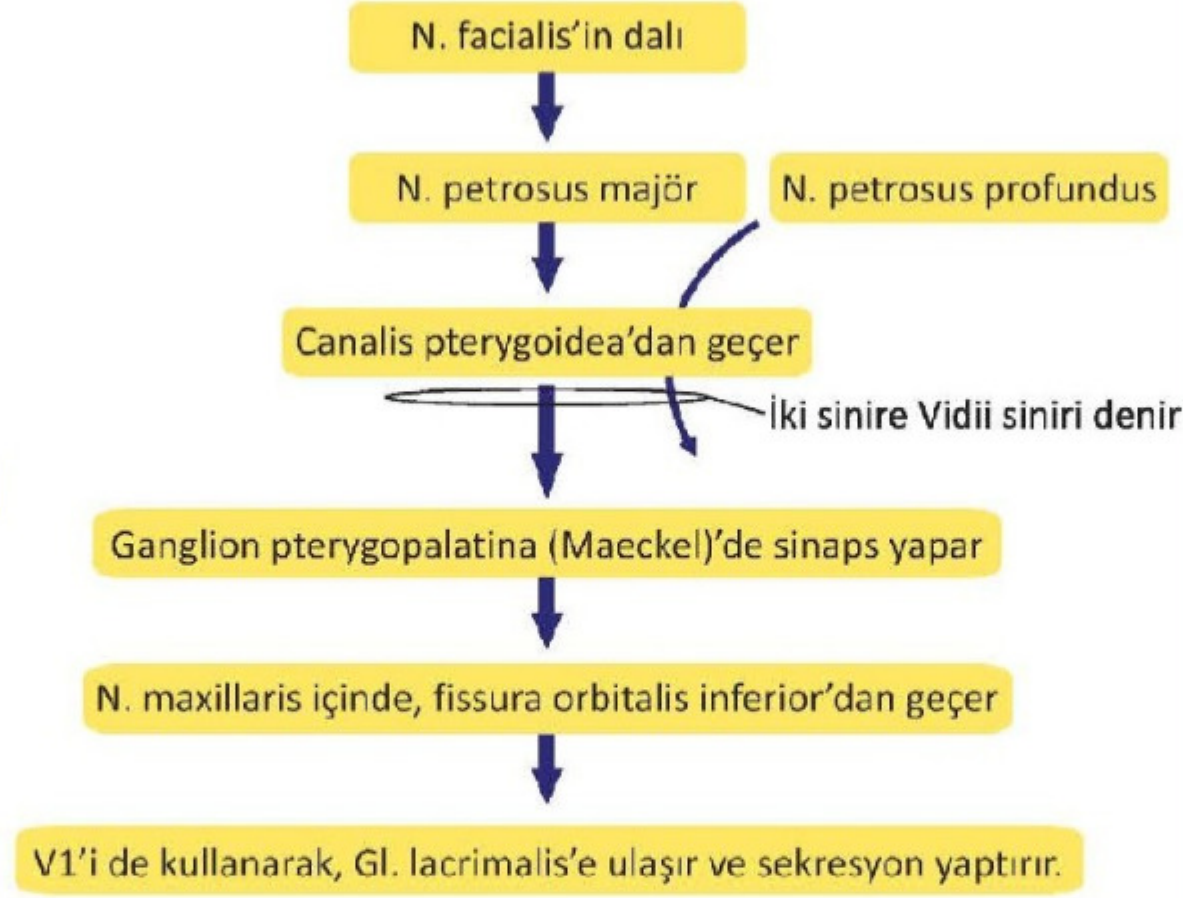 N. facialis'in dalı
N. petrosus majör
N. petrosus profundus
Canalis pterygoidea'dan geçer
İki sinire Vidii siniri denir
Ganglion pterygopalatina (Maeckel)'de sinaps yapar
N. maxillaris içinde, fissura orbitalis inferior'dan geçer
V1'i de kullanarak, Gl. lacrimalis'e ulaşır ve sekresyon yaptırır.